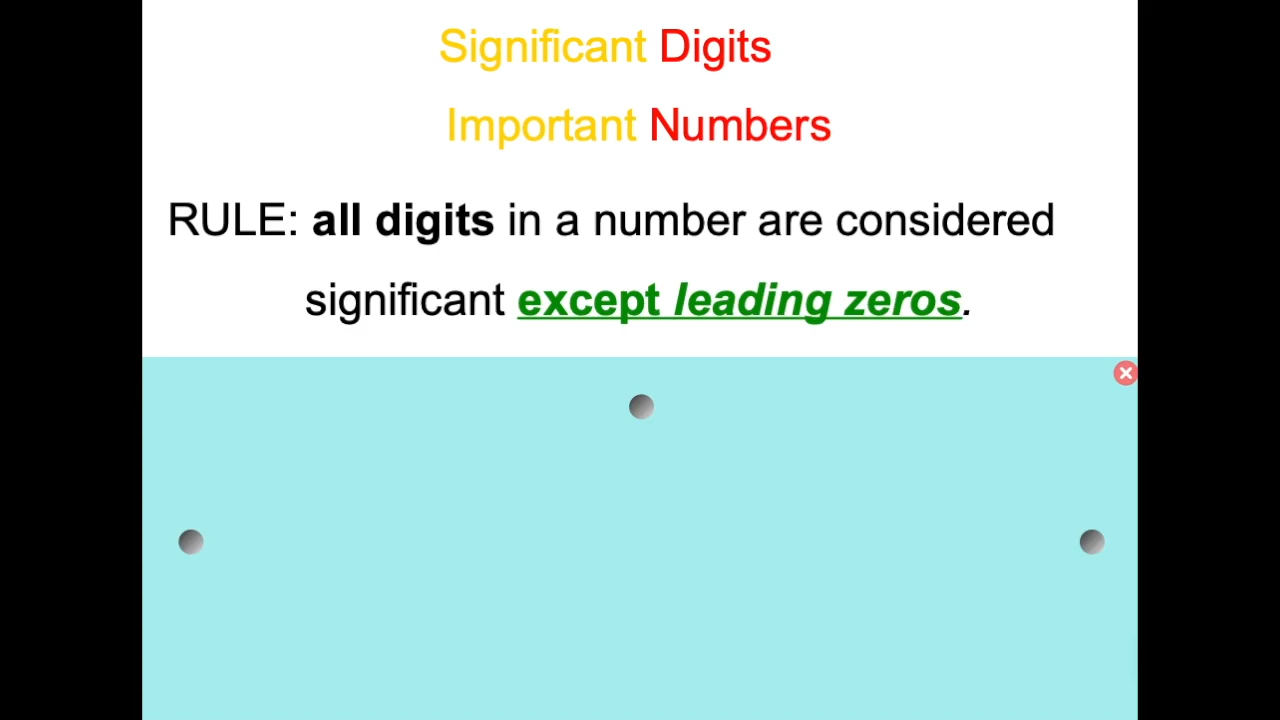 Significant Digits
Important Numbers
RULE: all digits in a number are considered
significant except leading zeros.